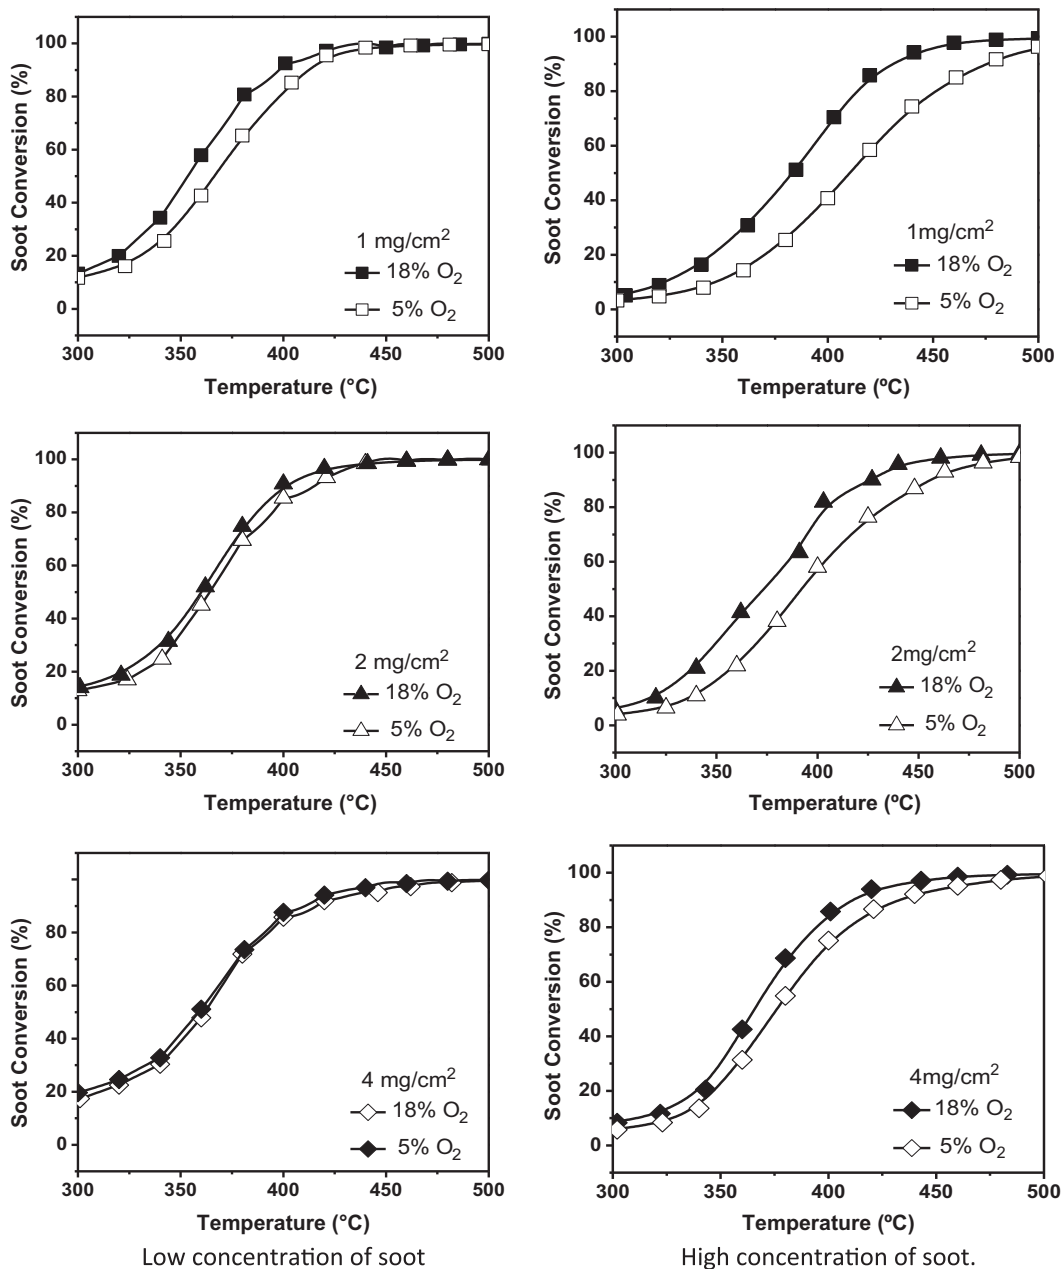 100
80
60
40
20
0
Soot Conversion (%)
1 mg/cm2
18% O2
5% O2
300 350 400 450 500
Temperature (°C)
100
80
60
40
20
0
Soot Conversion (%)
1mg/cm2
18% O2
5% O2
300 350 400 450 500
Temperature (ºC)
100
80
60
40
20
0
Soot Conversion (%)
2 mg/cm2
18% O2
5% O2
300 350 400 450 500
Temperature (°C)
100
80
60
40
20
0
Soot Conversion (%)
2mg/cm2
18% O2
5% O2
300 350 400 450 500
Temperature (ºC)
80
60
40
20
0
Soot Conversion (%)
4 mg/cm2
18% O2
5% O2
300 350 400 450 500
Temperature (°C)
100
80
60
40
20
0
Soot Conversion (%)
4mg/cm2
18% O2
5% O2
300 350 400 450 500
Temperature (ºC)
Low concentration of soot
High concentration of soot.